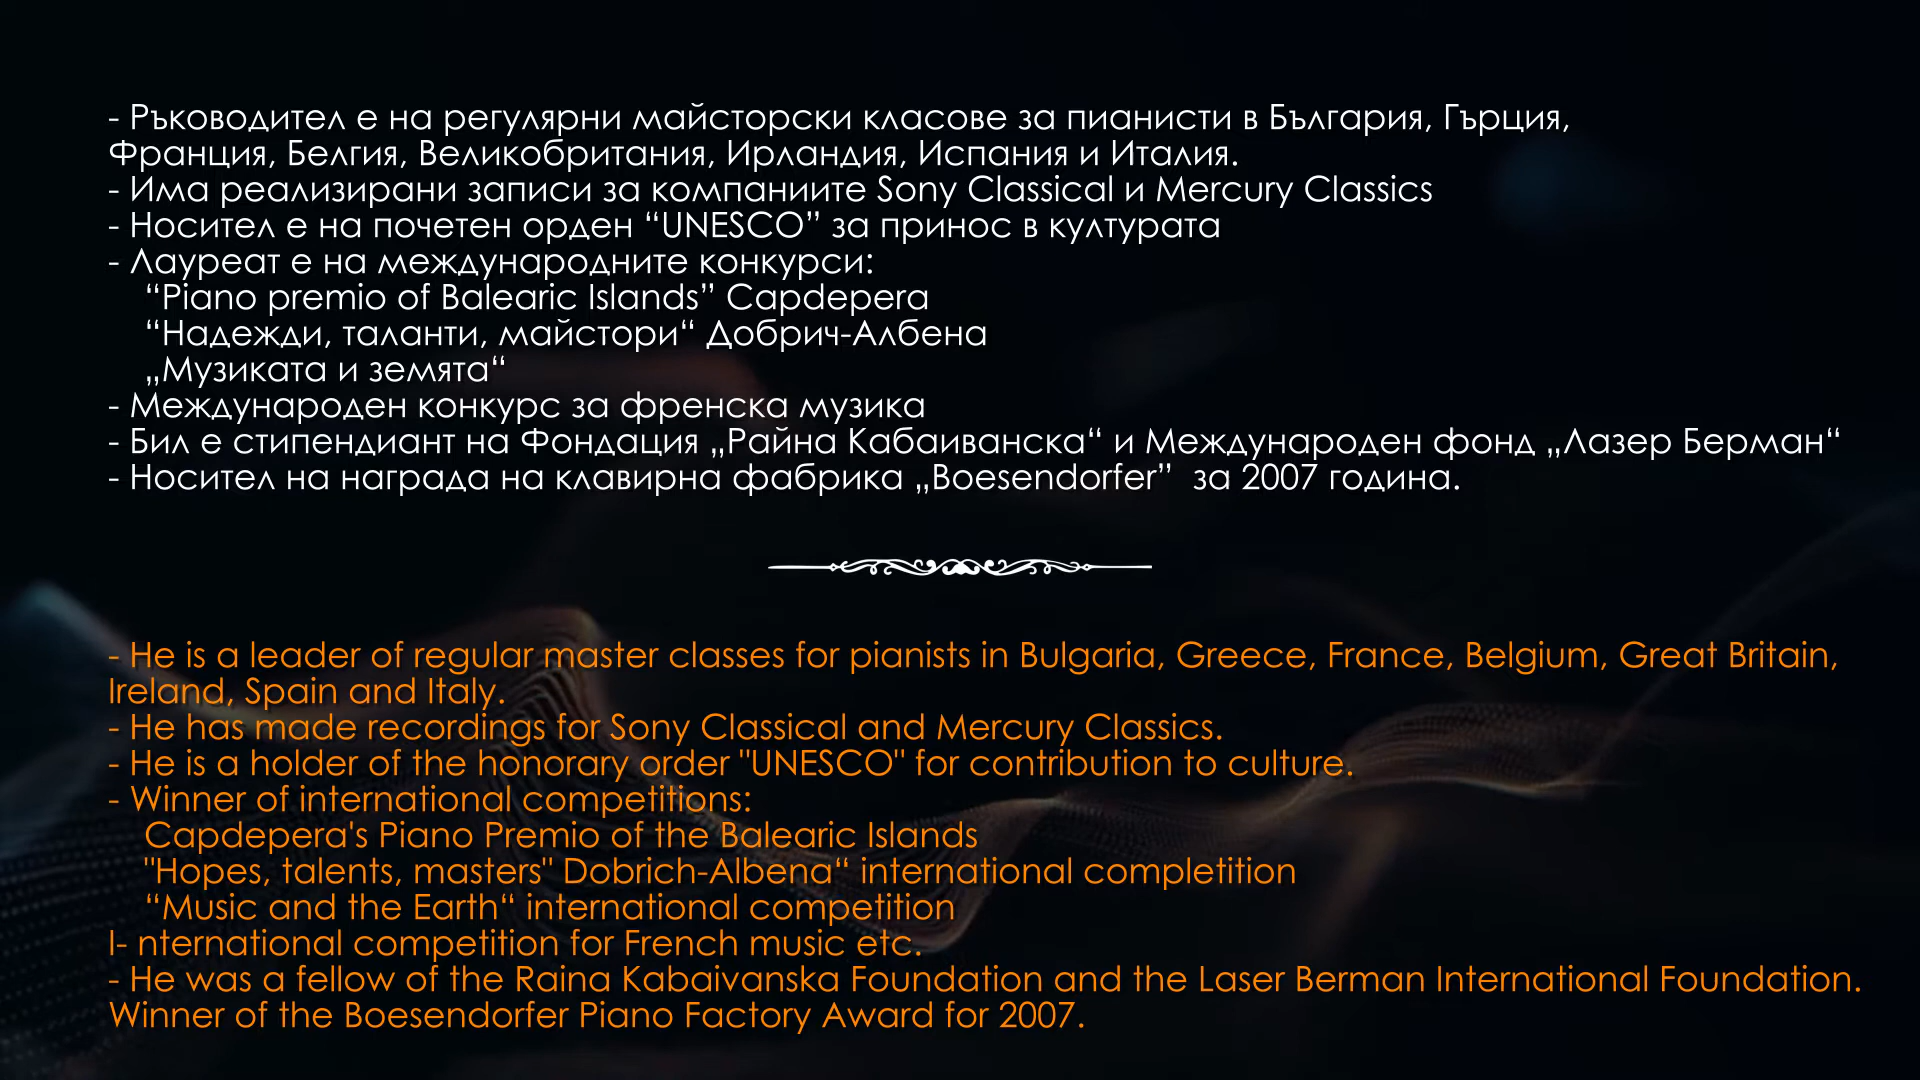 - Ръководител е на регулярни майсторски класове за пианисти в България, Гърция,
Франция, Белгия, Великобритания, Ирландия, Испания и Италия.
- Има реализирани записи за компаниите Sony Classical и Mercury Classics
- Носител е на почетен орден “UNESCO” за принос в културата
- Лауреат е на международните конкурси:
“Piano premio of Balearic Islands” Capdepera
“Надежди, таланти, майстори“ Добрич-Албена
„Музиката и земята“
- Международен конкурс за френска музика
- Бил е стипендиант на Фондация „Райна Кабаиванска“ и Международен фонд „Лазер Берман“
- Носител на награда на клавирна фабрика „Boesendorfer”  за 2007 година.
- He is a leader of regular master classes for pianists in Bulgaria, Greece, France, Belgium, Great Britain,
Ireland, Spain and Italy.
- He has made recordings for Sony Classical and Mercury Classics.
- He is a holder of the honorary order "UNESCO" for contribution to culture.
- Winner of international competitions:
Capdepera's Piano Premio of the Balearic Islands
"Hopes, talents, masters" Dobrich-Albena“ international completition
“Music and the Earth“ international competition
I- nternational competition for French music etc.
- He was a fellow of the Raina Kabaivanska Foundation and the Laser Berman International Foundation.
Winner of the Boesendorfer Piano Factory Award for 2007.